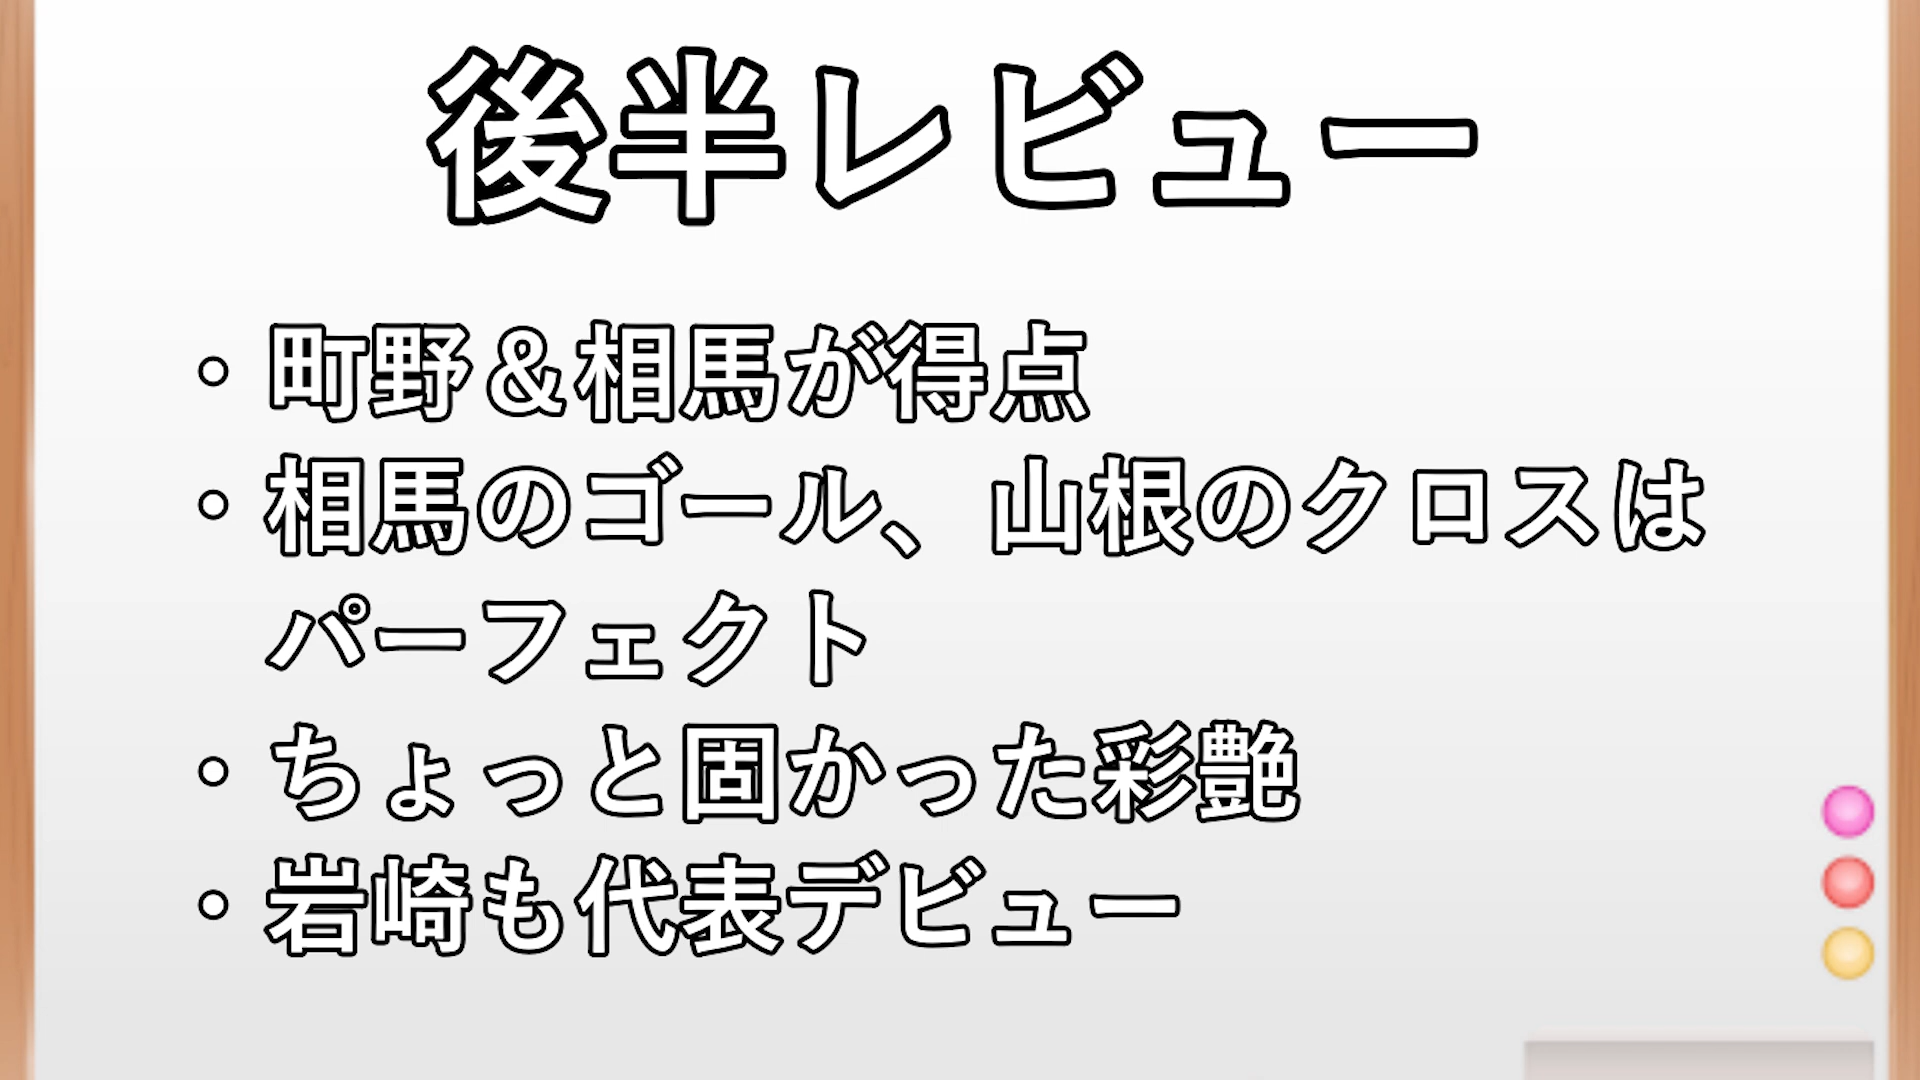 後半レビュー
・町野＆相馬が得点
・相馬のゴール、山根のクロスは
パーフェクト
・ちょっと固かった彩艶
・岩崎も代表デビュー